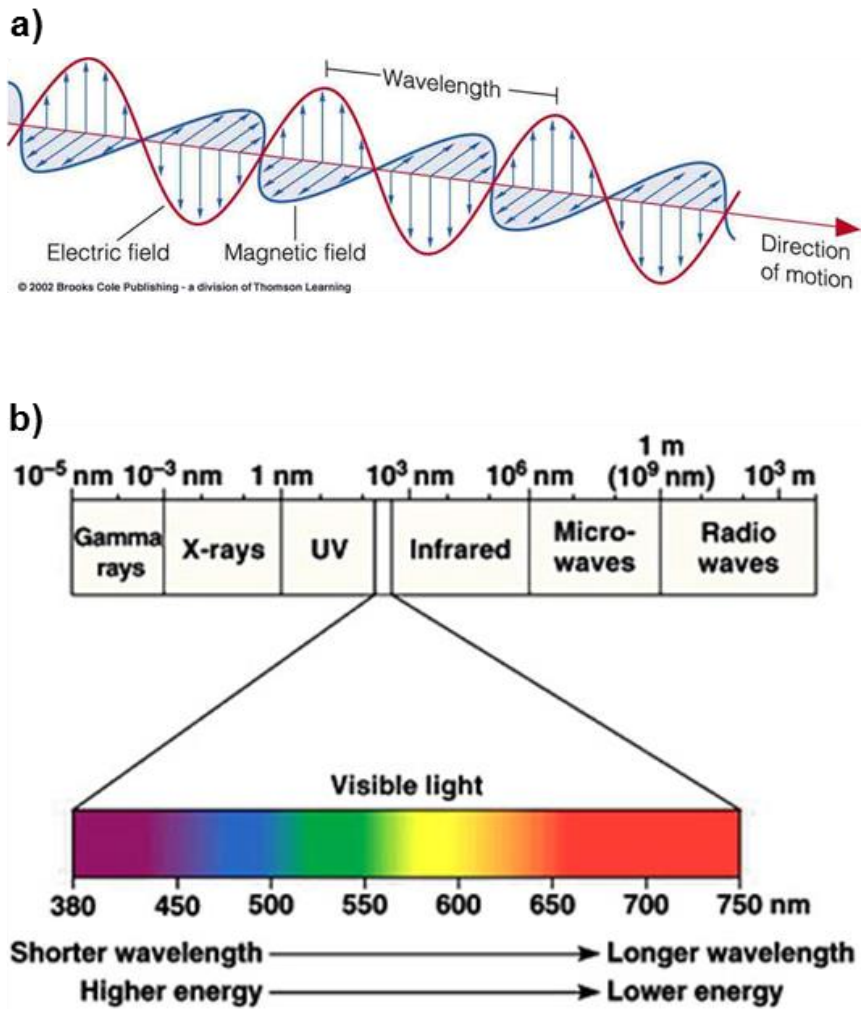 a)
Wavelength
Electric field
Magnetic field
Direction
of motion
© 2002 Brooks Cole Publishing - a division of Thomson Learning
b)
1 m
10⁻⁵ nm 10⁻³ nm 1 nm 10³ nm 10⁶ nm (10⁹ nm) 10³ m
Gamma
rays
X-rays
UV
Infrared
Micro-
waves
Radio
waves
Visible light
380 450 500 550 600 650 700 750 nm
Shorter wavelength Longer wavelength
Higher energy Lower energy